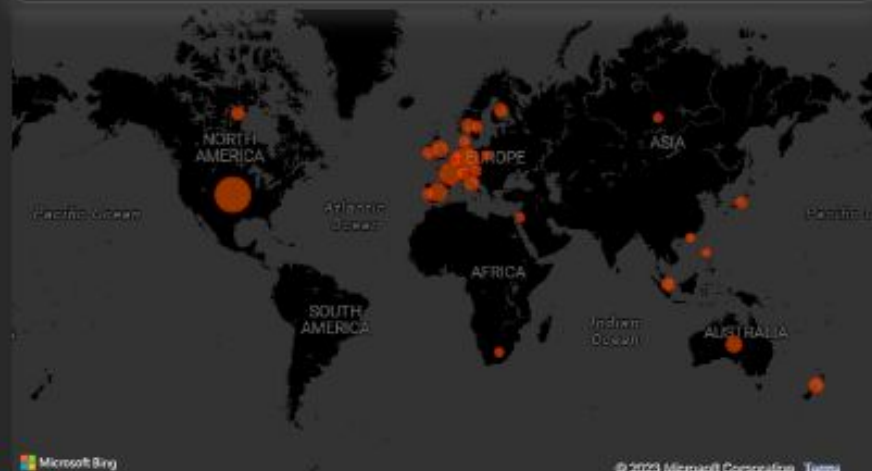 NORTH
AMERICA
EUROPE
ASIA
Pacific Ocean
Atlantic
Ocean
Pacific
AFRICA
SOUTH
AMERICA
Indian
Ocean
AUSTRALIA
Microsoft Bing
© 2023 Microsoft Corporation Terms